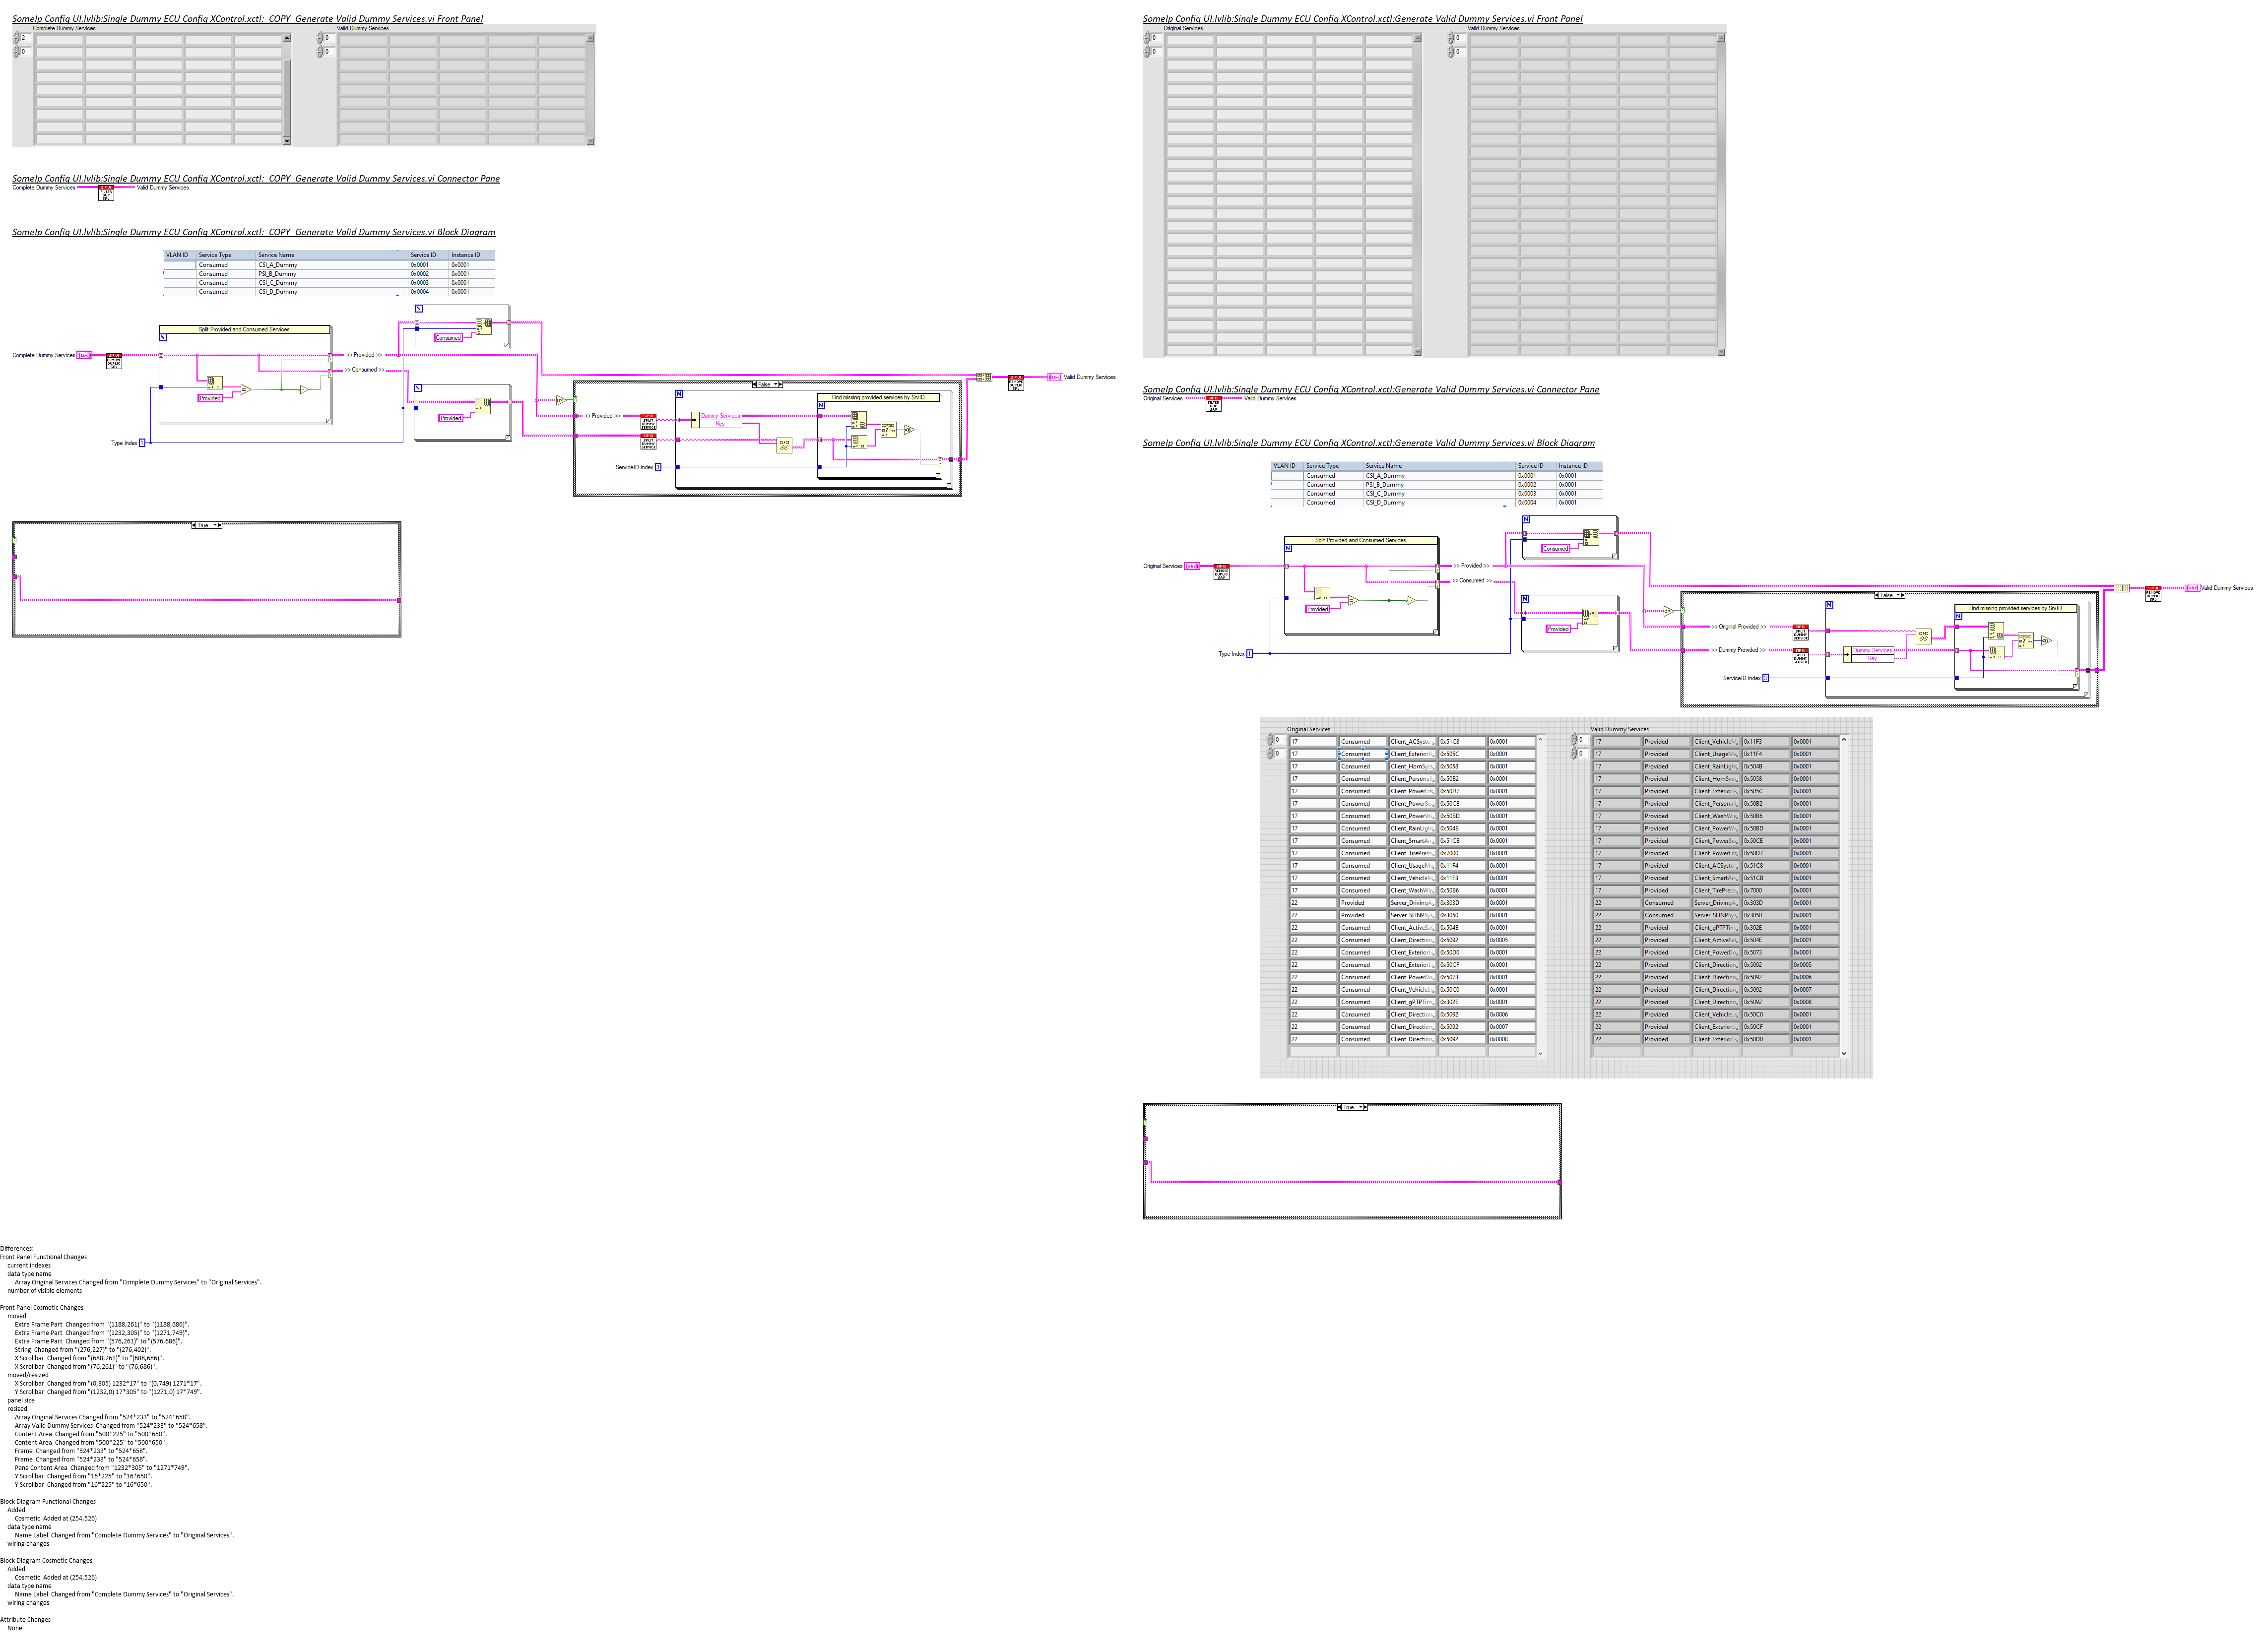 SomeIp Config UI.lvlib:Single Dummy ECU Config XControl.xctl:_COPY_Generate Valid Dummy Services.vi Front Panel
Complete Dummy Services
Valid Dummy Services
2
0
0
0
SomeIp Config UI.lvlib:Single Dummy ECU Config XControl.xctl:_COPY_Generate Valid Dummy Services.vi Connector Pane
Complete Dummy Services
Valid Dummy Services
SomeIp Config UI.lvlib:Single Dummy ECU Config XControl.xctl:_COPY_Generate Valid Dummy Services.vi Block Diagram
VLAN ID Service Type Service Name Service ID Instance ID
Consumed CSI_A_Dummy 0x0001 0x0001
Consumed PSI_B_Dummy 0x0002 0x0001
Consumed CSI_C_Dummy 0x0003 0x0001
Consumed CSI_D_Dummy 0x0004 0x0001
Split Provided and Consumed Services
Consumed
Complete Dummy Services
>> Provided >>
>> Consumed >>
Provided
Provided
Type Index 1
False
Find missing provided services by SrvID
>> Provided >>
Dummy Services
Key
ServiceID Index 3
Valid Dummy Services
True
SomeIp Config UI.lvlib:Single Dummy ECU Config XControl.xctl:Generate Valid Dummy Services.vi Front Panel
Original Services
Valid Dummy Services
0
0
0
0
SomeIp Config UI.lvlib:Single Dummy ECU Config XControl.xctl:Generate Valid Dummy Services.vi Connector Pane
Original Services
Valid Dummy Services
SomeIp Config UI.lvlib:Single Dummy ECU Config XControl.xctl:Generate Valid Dummy Services.vi Block Diagram
VLAN ID Service Type Service Name Service ID Instance ID
Consumed CSI_A_Dummy 0x0001 0x0001
Consumed PSI_B_Dummy 0x0002 0x0001
Consumed CSI_C_Dummy 0x0003 0x0001
Consumed CSI_D_Dummy 0x0004 0x0001
Split Provided and Consumed Services
Consumed
Original Services
>> Provided >>
>> Consumed >>
Provided
Provided
Type Index 1
False
Find missing provided services by SrvID
>> Original Provided >>
>> Dummy Provided >>
Dummy Services
Key
ServiceID Index 3
Valid Dummy Services
Original Services
17 Consumed Client_ACSyste 0x51C8 0x0001
17 Consumed Client_Exterior 0x505C 0x0001
17 Consumed Client_HornSys 0x5058 0x0001
17 Consumed Client_Persona 0x50B2 0x0001
17 Consumed Client_PowerLif 0x50D7 0x0001
17 Consumed Client_PowerSe 0x50CE 0x0001
17 Consumed Client_PowerWi 0x50BD 0x0001
17 Consumed Client_RainLigh 0x504B 0x0001
17 Consumed Client_SmartAir 0x51CB 0x0001
17 Consumed Client_TirePres 0x7000 0x0001
17 Consumed Client_UsageMo 0x11F4 0x0001
17 Consumed Client_VehicleM 0x11F3 0x0001
17 Consumed Client_WashWip 0x50B6 0x0001
22 Provided Server_DrivingA 0x303D 0x0001
22 Provided Server_SHNPSys 0x3050 0x0001
22 Consumed Client_ActiveSa 0x504E 0x0001
22 Consumed Client_Direction 0x5092 0x0005
22 Consumed Client_ExteriorL 0x50D0 0x0001
22 Consumed Client_ExteriorL 0x50CF 0x0001
22 Consumed Client_PowerDo 0x5073 0x0001
22 Consumed Client_VehicleLo 0x50C0 0x0001
22 Consumed Client_gPTPTim 0x302E 0x0001
22 Consumed Client_Direction 0x5092 0x0006
22 Consumed Client_Direction 0x5092 0x0007
22 Consumed Client_Direction 0x5092 0x0008
Valid Dummy Services
17 Provided Client_VehicleM 0x11F3 0x0001
17 Provided Client_UsageMo 0x11F4 0x0001
17 Provided Client_RainLigh 0x504B 0x0001
17 Provided Client_HornSys 0x5058 0x0001
17 Provided Client_Exterior 0x505C 0x0001
17 Provided Client_Persona 0x50B2 0x0001
17 Provided Client_WashWip 0x50B6 0x0001
17 Provided Client_PowerWi 0x50BD 0x0001
17 Provided Client_PowerSe 0x50CE 0x0001
17 Provided Client_PowerLif 0x50D7 0x0001
17 Provided Client_ACSyste 0x51C8 0x0001
17 Provided Client_SmartAir 0x51CB 0x0001
17 Provided Client_TirePres 0x7000 0x0001
22 Consumed Server_DrivingA 0x303D 0x0001
22 Consumed Server_SHNPSys 0x3050 0x0001
22 Provided Client_gPTPTim 0x302E 0x0001
22 Provided Client_ActiveSa 0x504E 0x0001
22 Provided Client_PowerDo 0x5073 0x0001
22 Provided Client_Direction 0x5092 0x0005
22 Provided Client_Direction 0x5092 0x0006
22 Provided Client_Direction 0x5092 0x0007
22 Provided Client_Direction 0x5092 0x0008
22 Provided Client_VehicleLo 0x50C0 0x0001
22 Provided Client_ExteriorL 0x50CF 0x0001
22 Provided Client_ExteriorL 0x50D0 0x0001
True
Differences:
Front Panel Functional Changes
current indexes
data type name
Array Original Services Changed from "Complete Dummy Services" to "Original Services".
number of visible elements
Front Panel Cosmetic Changes
moved
Extra Frame Part Changed from "(1188,261)" to "(1188,686)".
Extra Frame Part Changed from "(1232,305)" to "(1271,749)".
Extra Frame Part Changed from "(576,261)" to "(576,686)".
String Changed from "(276,227)" to "(276,402)".
X Scrollbar Changed from "(688,261)" to "(688,686)".
X Scrollbar Changed from "(76,261)" to "(76,686)".
moved/resized
X Scrollbar Changed from "(0,305) 1232*17" to "(0,749) 1271*17".
Y Scrollbar Changed from "(1232,0) 17*305" to "(1271,0) 17*749".
panel size
resized
Array Original Services Changed from "524*233" to "524*658".
Array Valid Dummy Services Changed from "524*233" to "524*658".
Content Area Changed from "500*225" to "500*650".
Content Area Changed from "500*225" to "500*650".
Frame Changed from "524*233" to "524*658".
Frame Changed from "524*233" to "524*658".
Pane Content Area Changed from "1232*305" to "1271*749".
Y Scrollbar Changed from "16*225" to "16*650".
Y Scrollbar Changed from "16*225" to "16*650".
Block Diagram Functional Changes
Added
Cosmetic Added at (254,526)
data type name
Name Label Changed from "Complete Dummy Services" to "Original Services".
wiring changes
Block Diagram Cosmetic Changes
Added
Cosmetic Added at (254,526)
data type name
Name Label Changed from "Complete Dummy Services" to "Original Services".
wiring changes
Attribute Changes
None